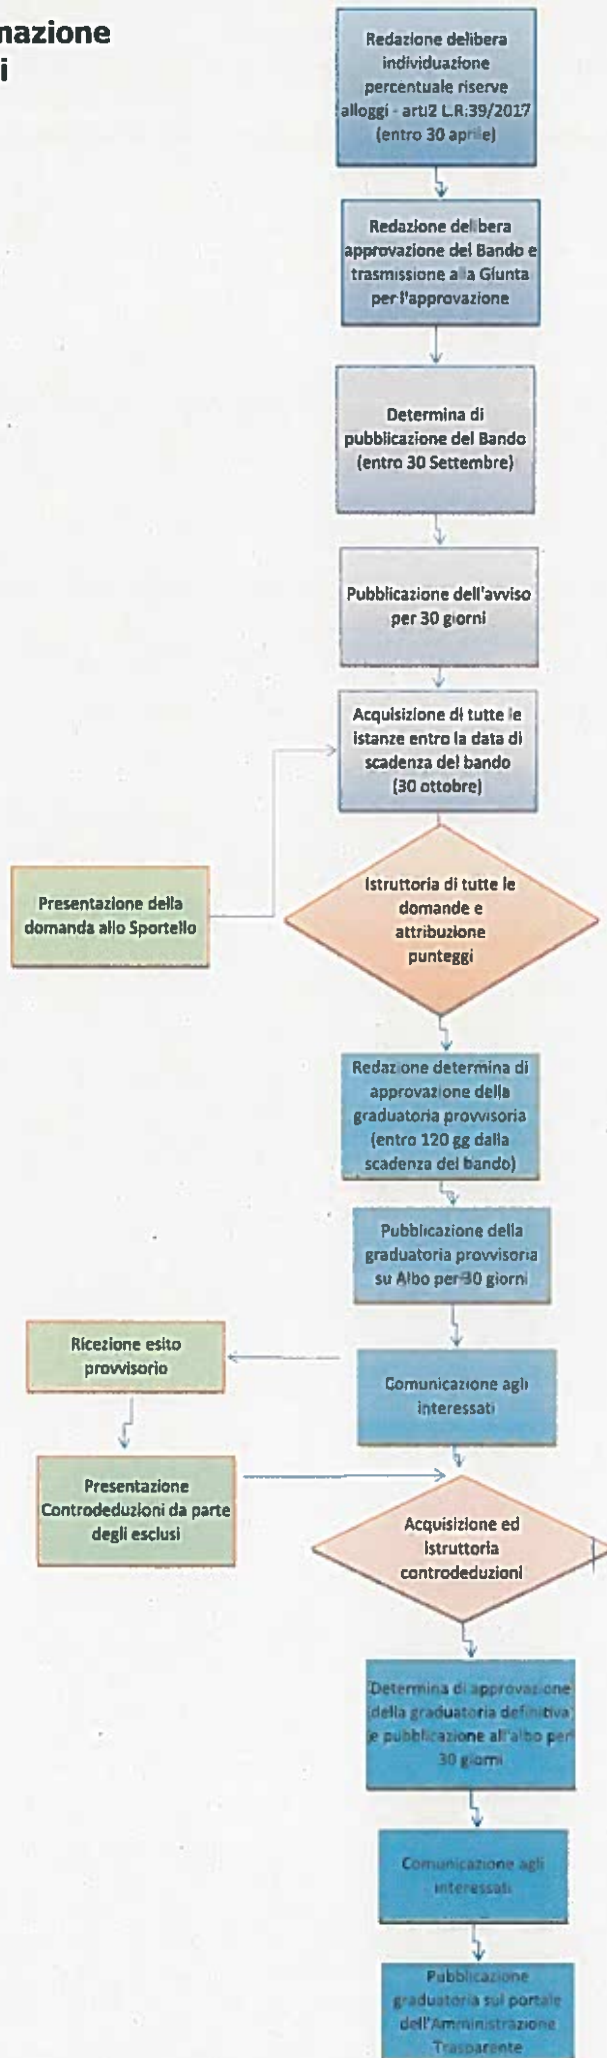 mazione
i
Redazione delibera
individuazione
percentuale riserve
alloggi - arti2 L.R:39/2017
(entro 30 aprile)
Redazione delibera
approvazione del Bando e
trasmissione alla Giunta
per l'approvazione
Determina di
pubblicazione del Bando
(entro 30 Settembre)
Pubblicazione dell'avviso
per 30 giorni
Acquisizione di tutte le
istanze entro la data di
scadenza del bando
(30 ottobre)
Presentazione della
domanda allo Sportello
Istruttoria di tutte le
domande e
attribuzione
punteggi
Redazione determina di
approvazione della
graduatoria provvisoria
(entro 120 gg dalla
scadenza del bando)
Pubblicazione della
graduatoria provvisoria
su Albo per 30 giorni
Ricezione esito
provvisorio
Comunicazione agli
interessati
Presentazione
Controdeduzioni da parte
degli esclusi
Acquisizione ed
istruttoria
controdeduzioni
Determina di approvazione
della graduatoria definitiva
e pubblicazione all'albo per
30 giorni
Comunicazione agli
interessati
Pubblicazione
graduatoria sul portale
dell'Amministrazione
Trasparente